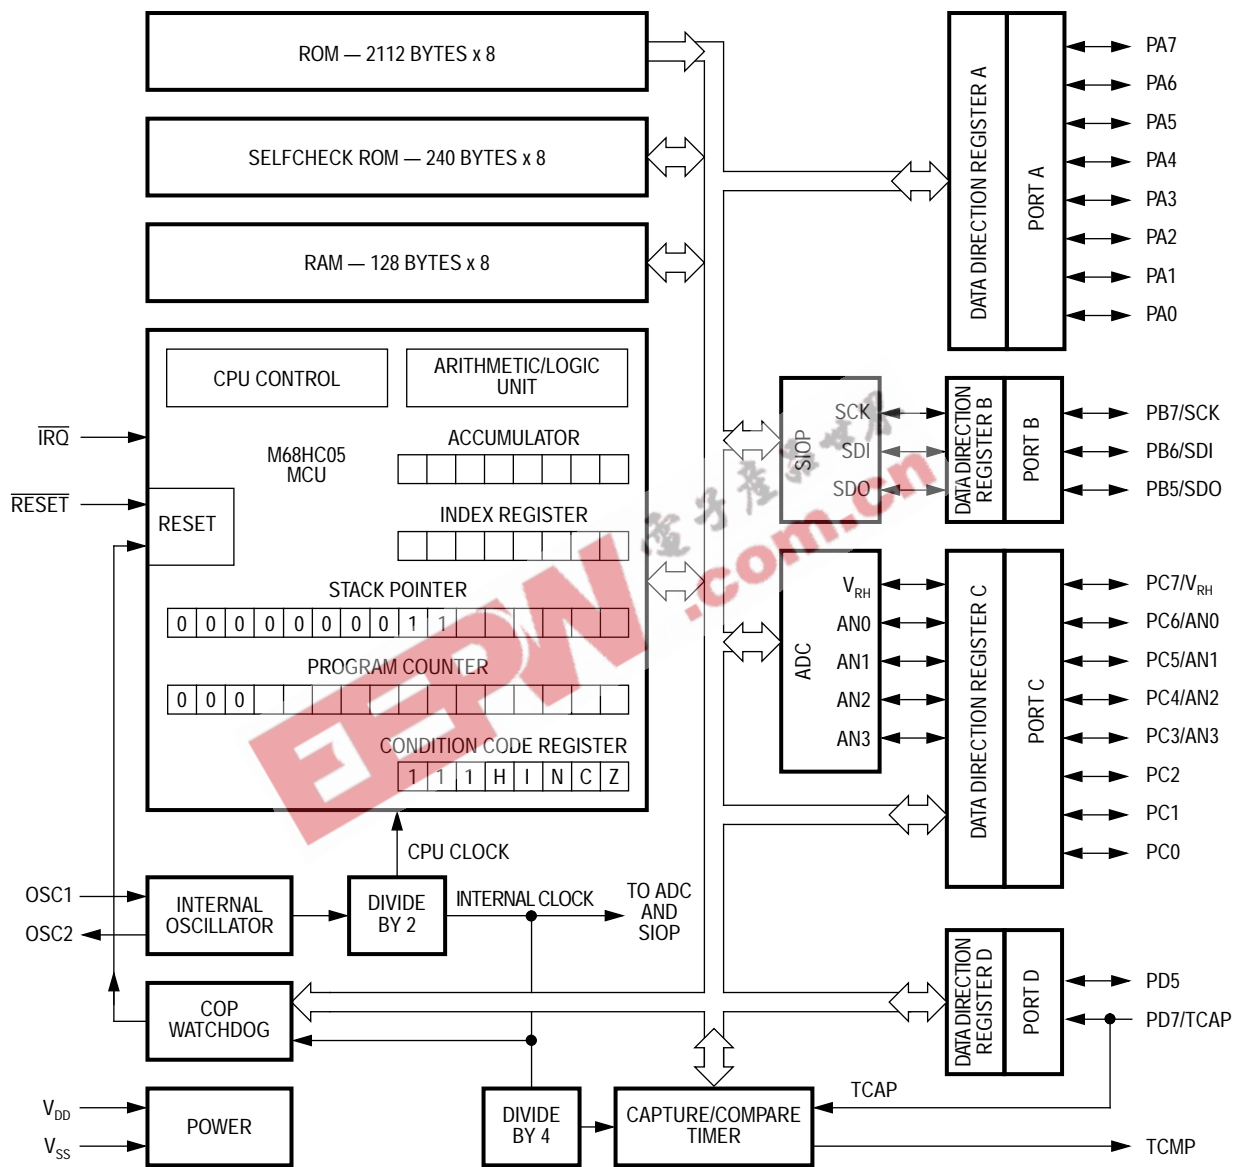 ROM — 2112 BYTES x 8
SELFCHECK ROM — 240 BYTES x 8
RAM — 128 BYTES x 8
CPU CONTROL
ARITHMETIC/LOGIC
UNIT
M68HC05
MCU
ACCUMULATOR
INDEX REGISTER
STACK POINTER
0 0 0 0 0 0 0 0 1 1
PROGRAM COUNTER
0 0 0
CONDITION CODE REGISTER
1 1 1 H I N C Z
IRQ
RESET
RESET
CPU CLOCK
OSC1
OSC2
INTERNAL
OSCILLATOR
DIVIDE
BY 2
INTERNAL CLOCK
TO ADC
AND
SIOP
COP
WATCHDOG
VDD
VSS
POWER
DIVIDE
BY 4
CAPTURE/COMPARE
TIMER
TCAP
TCMP
DATA DIRECTION REGISTER A
PORT A
PA7
PA6
PA5
PA4
PA3
PA2
PA1
PA0
SIOP
SCK
SDI
SDO
DATA DIRECTION
REGISTER B
PORT B
PB7/SCK
PB6/SDI
PB5/SDO
ADC
VRH
AN0
AN1
AN2
AN3
DATA DIRECTION REGISTER C
PORT C
PC7/VRH
PC6/AN0
PC5/AN1
PC4/AN2
PC3/AN3
PC2
PC1
PC0
DATA DIRECTION
REGISTER D
PORT D
PD5
PD7/TCAP
EEPW
電子產品世界
.com.cn